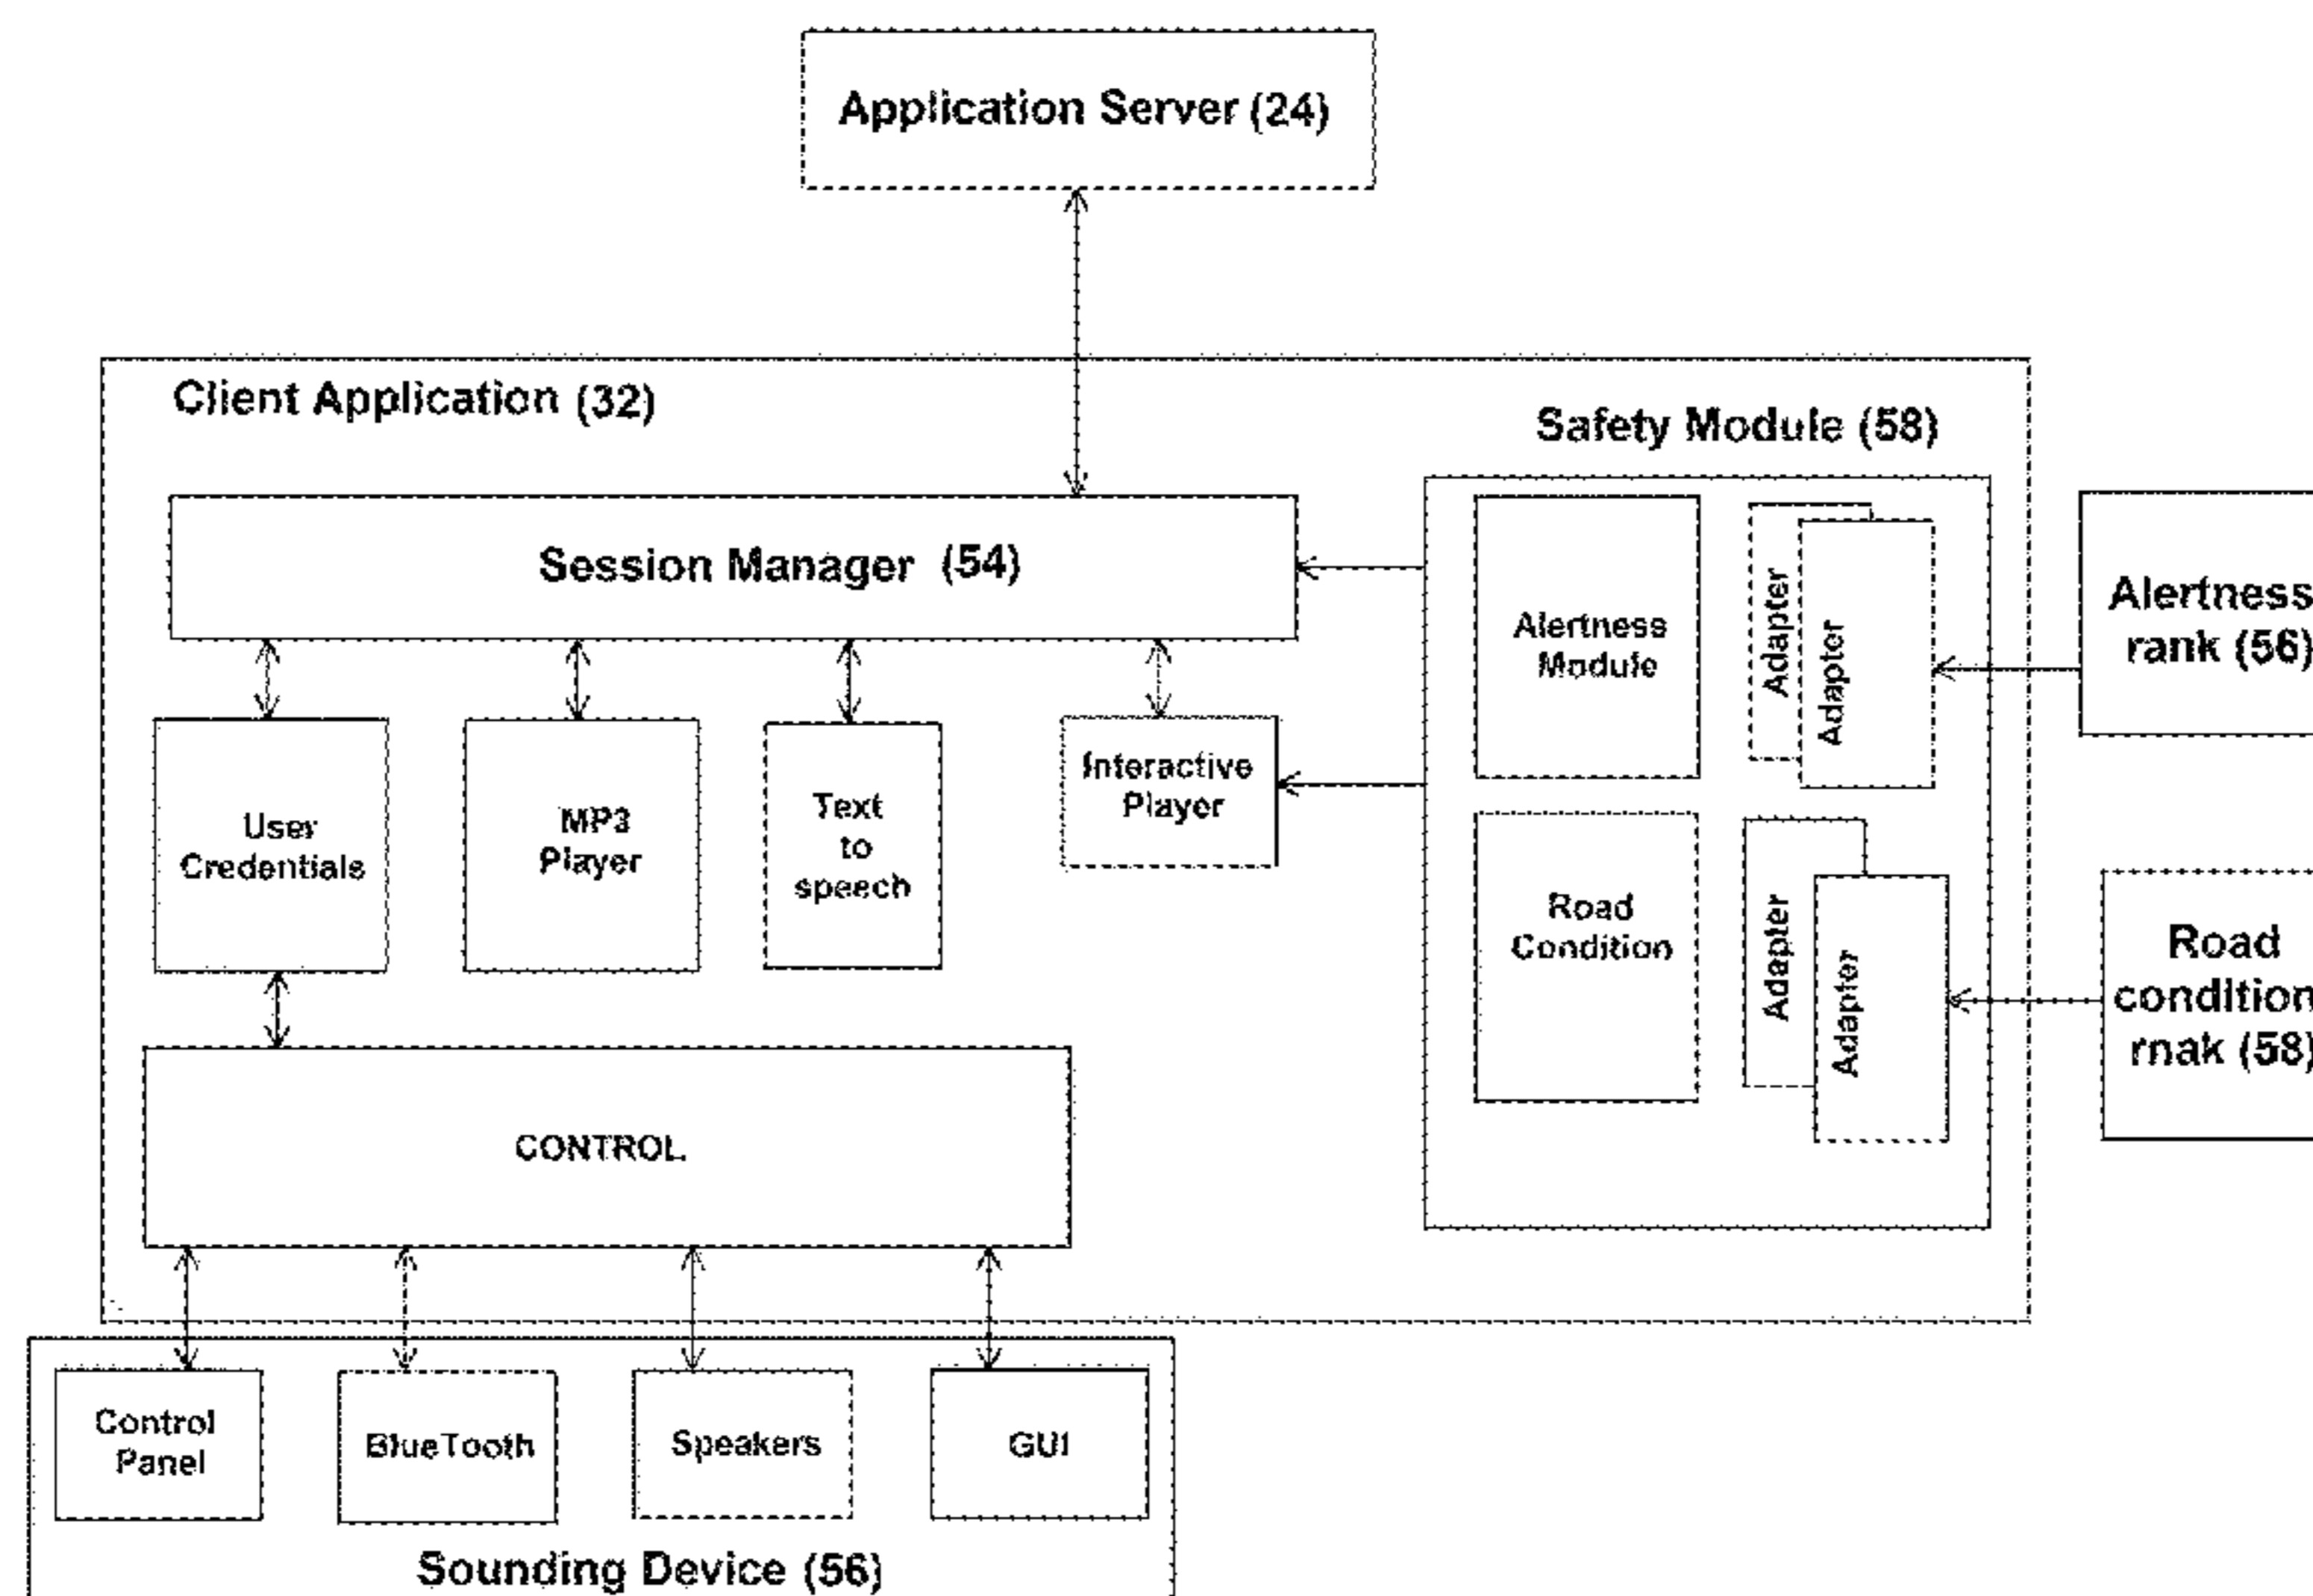 Application Server (24)
Client Application (32)
Safety Module (58)
Session Manager (54)
Alertness
Module
Adapter
Adapter
Alertness
rank (56)
User
Credentials
MP3
Player
Text
to
speech
Interactive
Player
Road
Condition
Adapter
Adapter
Road
condition
rnak (58)
CONTROL
Control
Panel
BlueTooth
Speakers
GUI
Sounding Device (56)